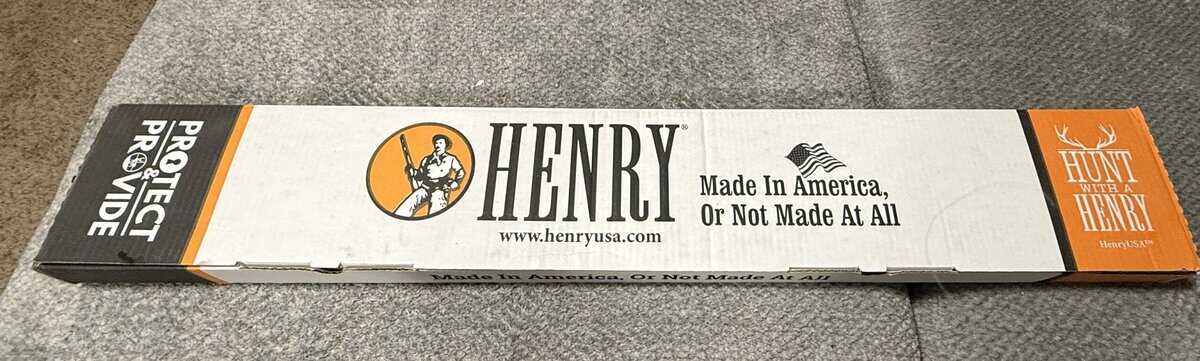 PROTECT
&
PROVIDE
HENRY®
www.henryusa.com
Made In America,
Or Not Made At All
HUNT
WITH A
HENRY
HenryUSA™
Made In America, Or Not Made At All